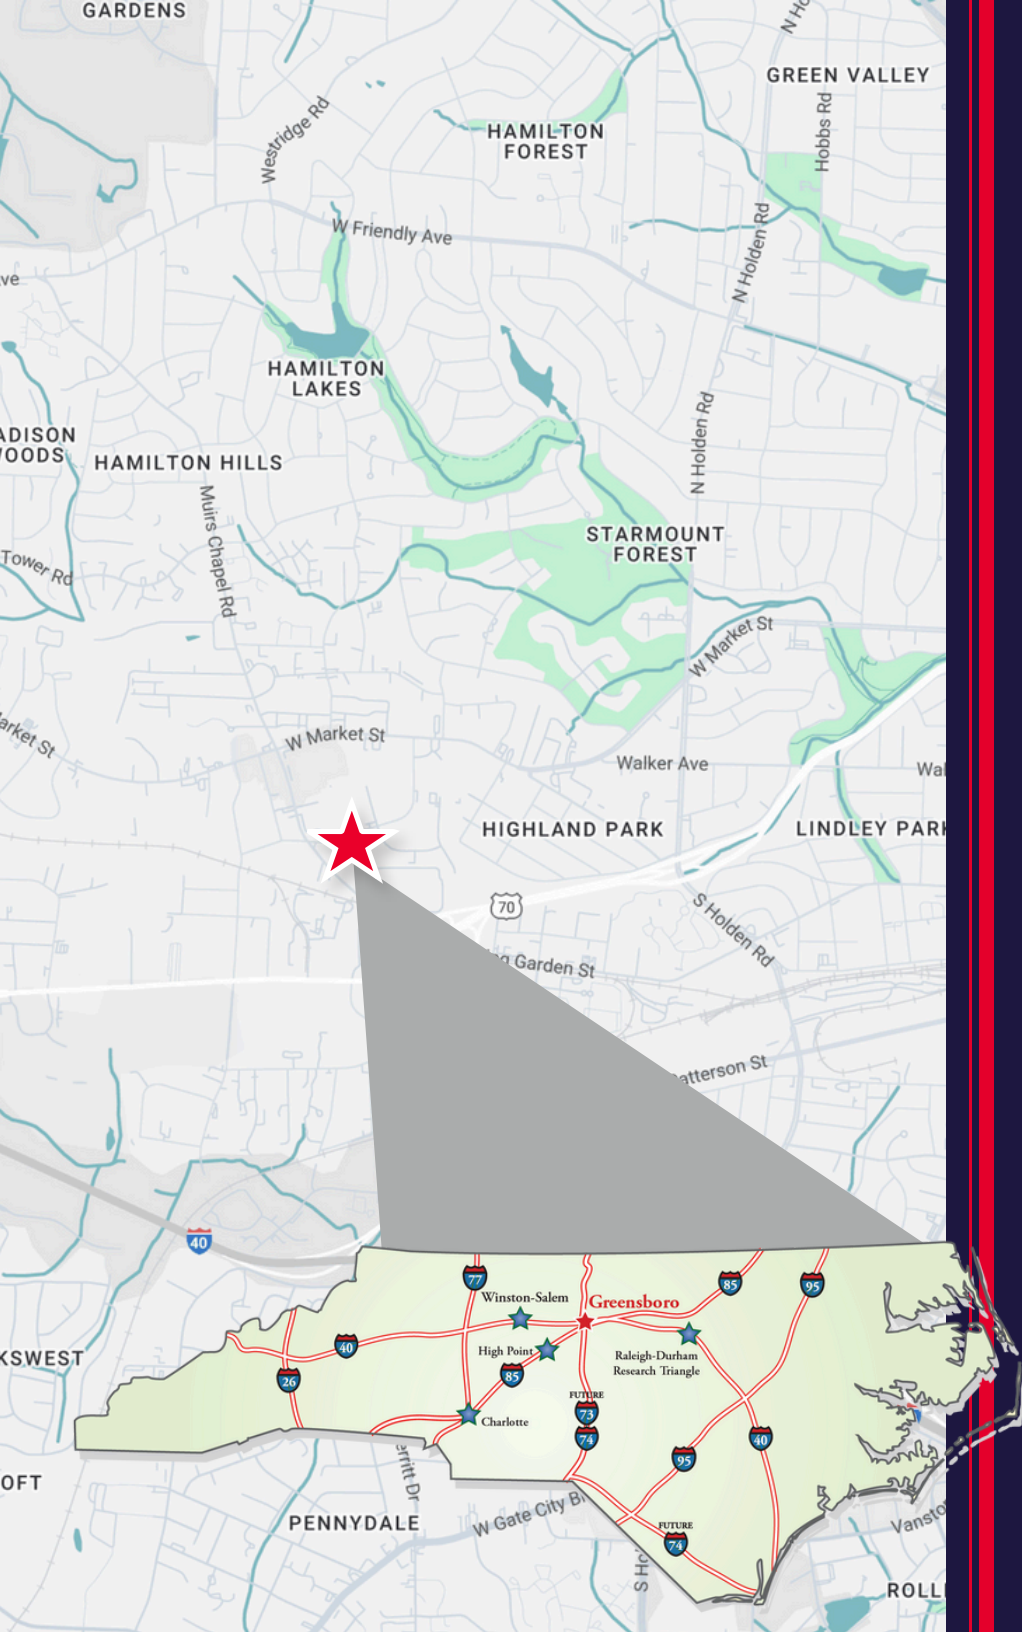 GARDENS
GREEN VALLEY
HAMILTON
FOREST
Westridge Rd
Hobbs Rd
W Friendly Ave
N Holden Rd
HAMILTON
LAKES
N Holden Rd
HAMILTON HILLS
Muirs Chapel Rd
STARMOUNT
FOREST
Tower Rd
W Market St
W Market St
Walker Ave
HIGHLAND PARK
LINDLEY PARK
70
S Holden Rd
Garden St
40
77
85
95
Winston-Salem
Greensboro
40
High Point
Raleigh-Durham
Research Triangle
26
85
FUTURE
73
74
Charlotte
95
40
PENNYDALE
W Gate City Bl
FUTURE
74